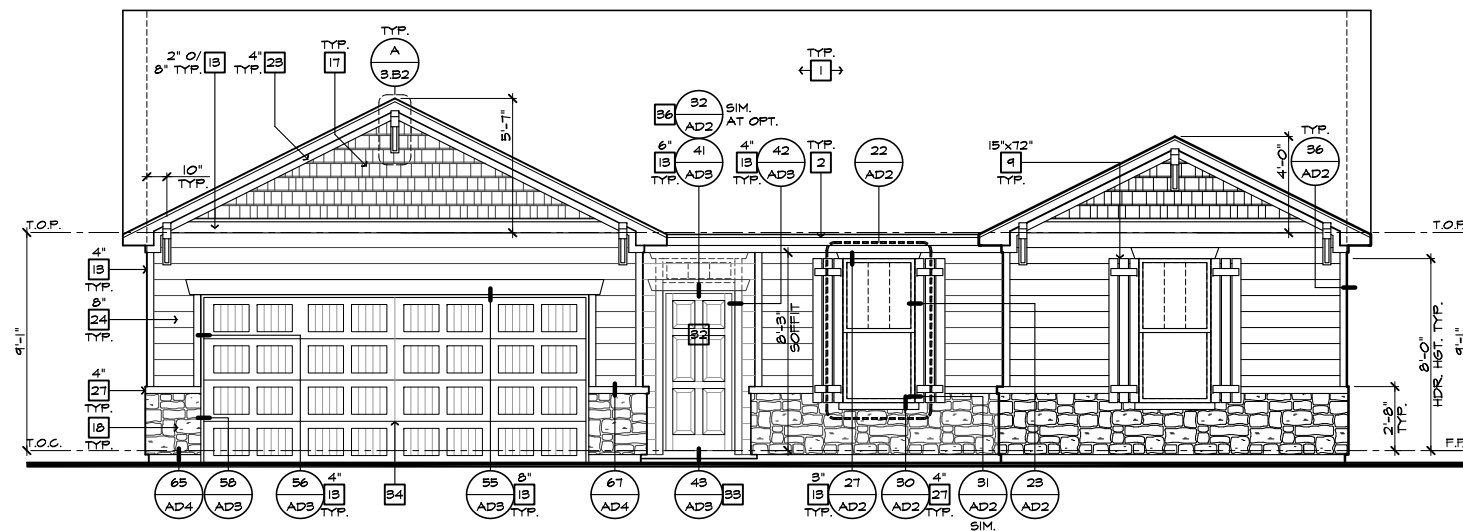 TYP.
A
3.B2
2" O/
8" TYP.
13
4"
TYP.
23
TYP.
17
TYP.
1
5'-7"
10"
TYP.
36
32
AD2
SIM.
AT OPT.
6"
13
TYP.
41
AD3
4"
13
TYP.
42
AD3
TYP.
2
22
AD2
15"x72"
9
TYP.
4'-0"
TYP.
36
AD2
T.O.P.
T.O.P.
9'-1"
4"
13
TYP.
8"
24
TYP.
4"
27
TYP.
18
TYP.
T.O.C.
32
8'-3"
SOFFIT
8'-0"
HDR. HGT. TYP.
9'-1"
2'-8"
TYP.
F.F.
65
AD4
58
AD3
56
AD3
4"
13
TYP.
34
55
AD3
8"
13
TYP.
67
AD4
43
AD3
33
3"
13
TYP.
27
AD2
30
AD2
4"
27
TYP.
31
AD2
SIM.
23
AD2